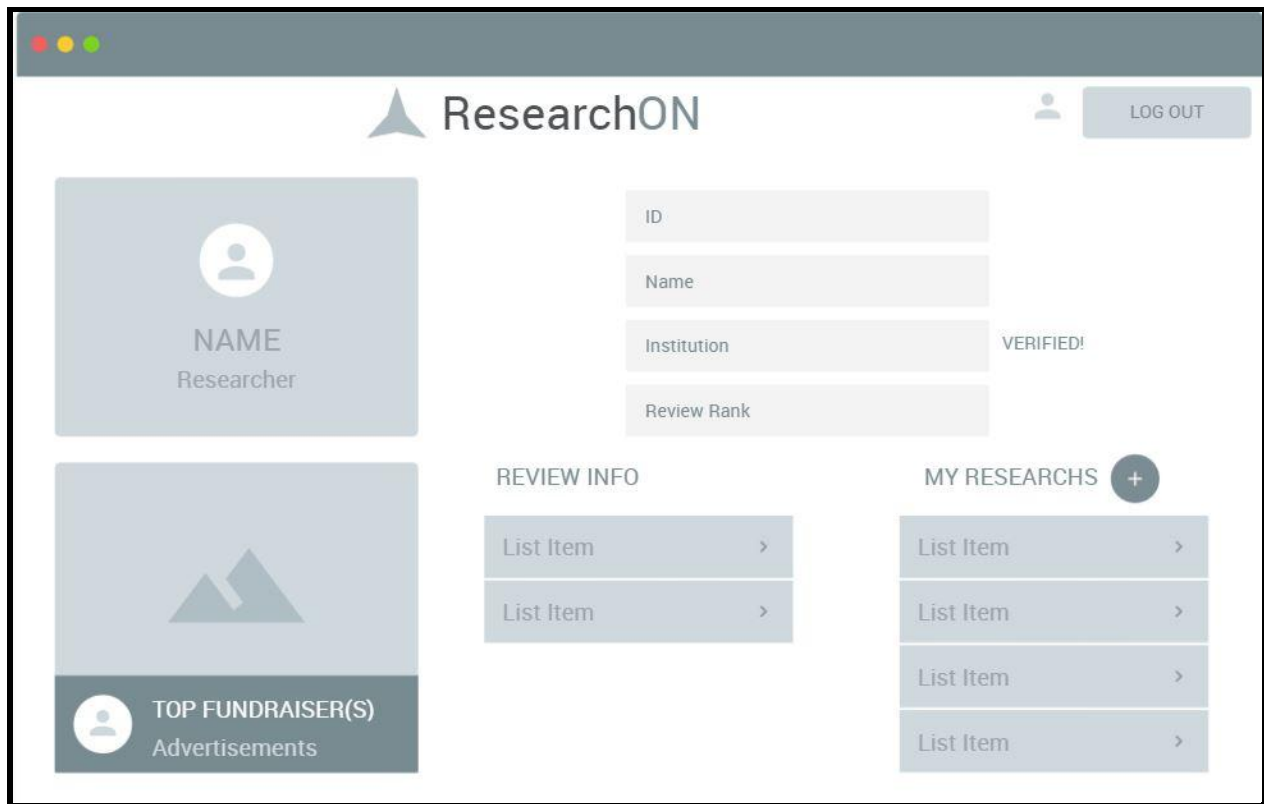 ResearchON
LOG OUT
NAME
Researcher
ID
Name
Institution
VERIFIED!
Review Rank
TOP FUNDRAISER(S)
Advertisements
REVIEW INFO
List Item
List Item
MY RESEARCHS
+
List Item
List Item
List Item
List Item